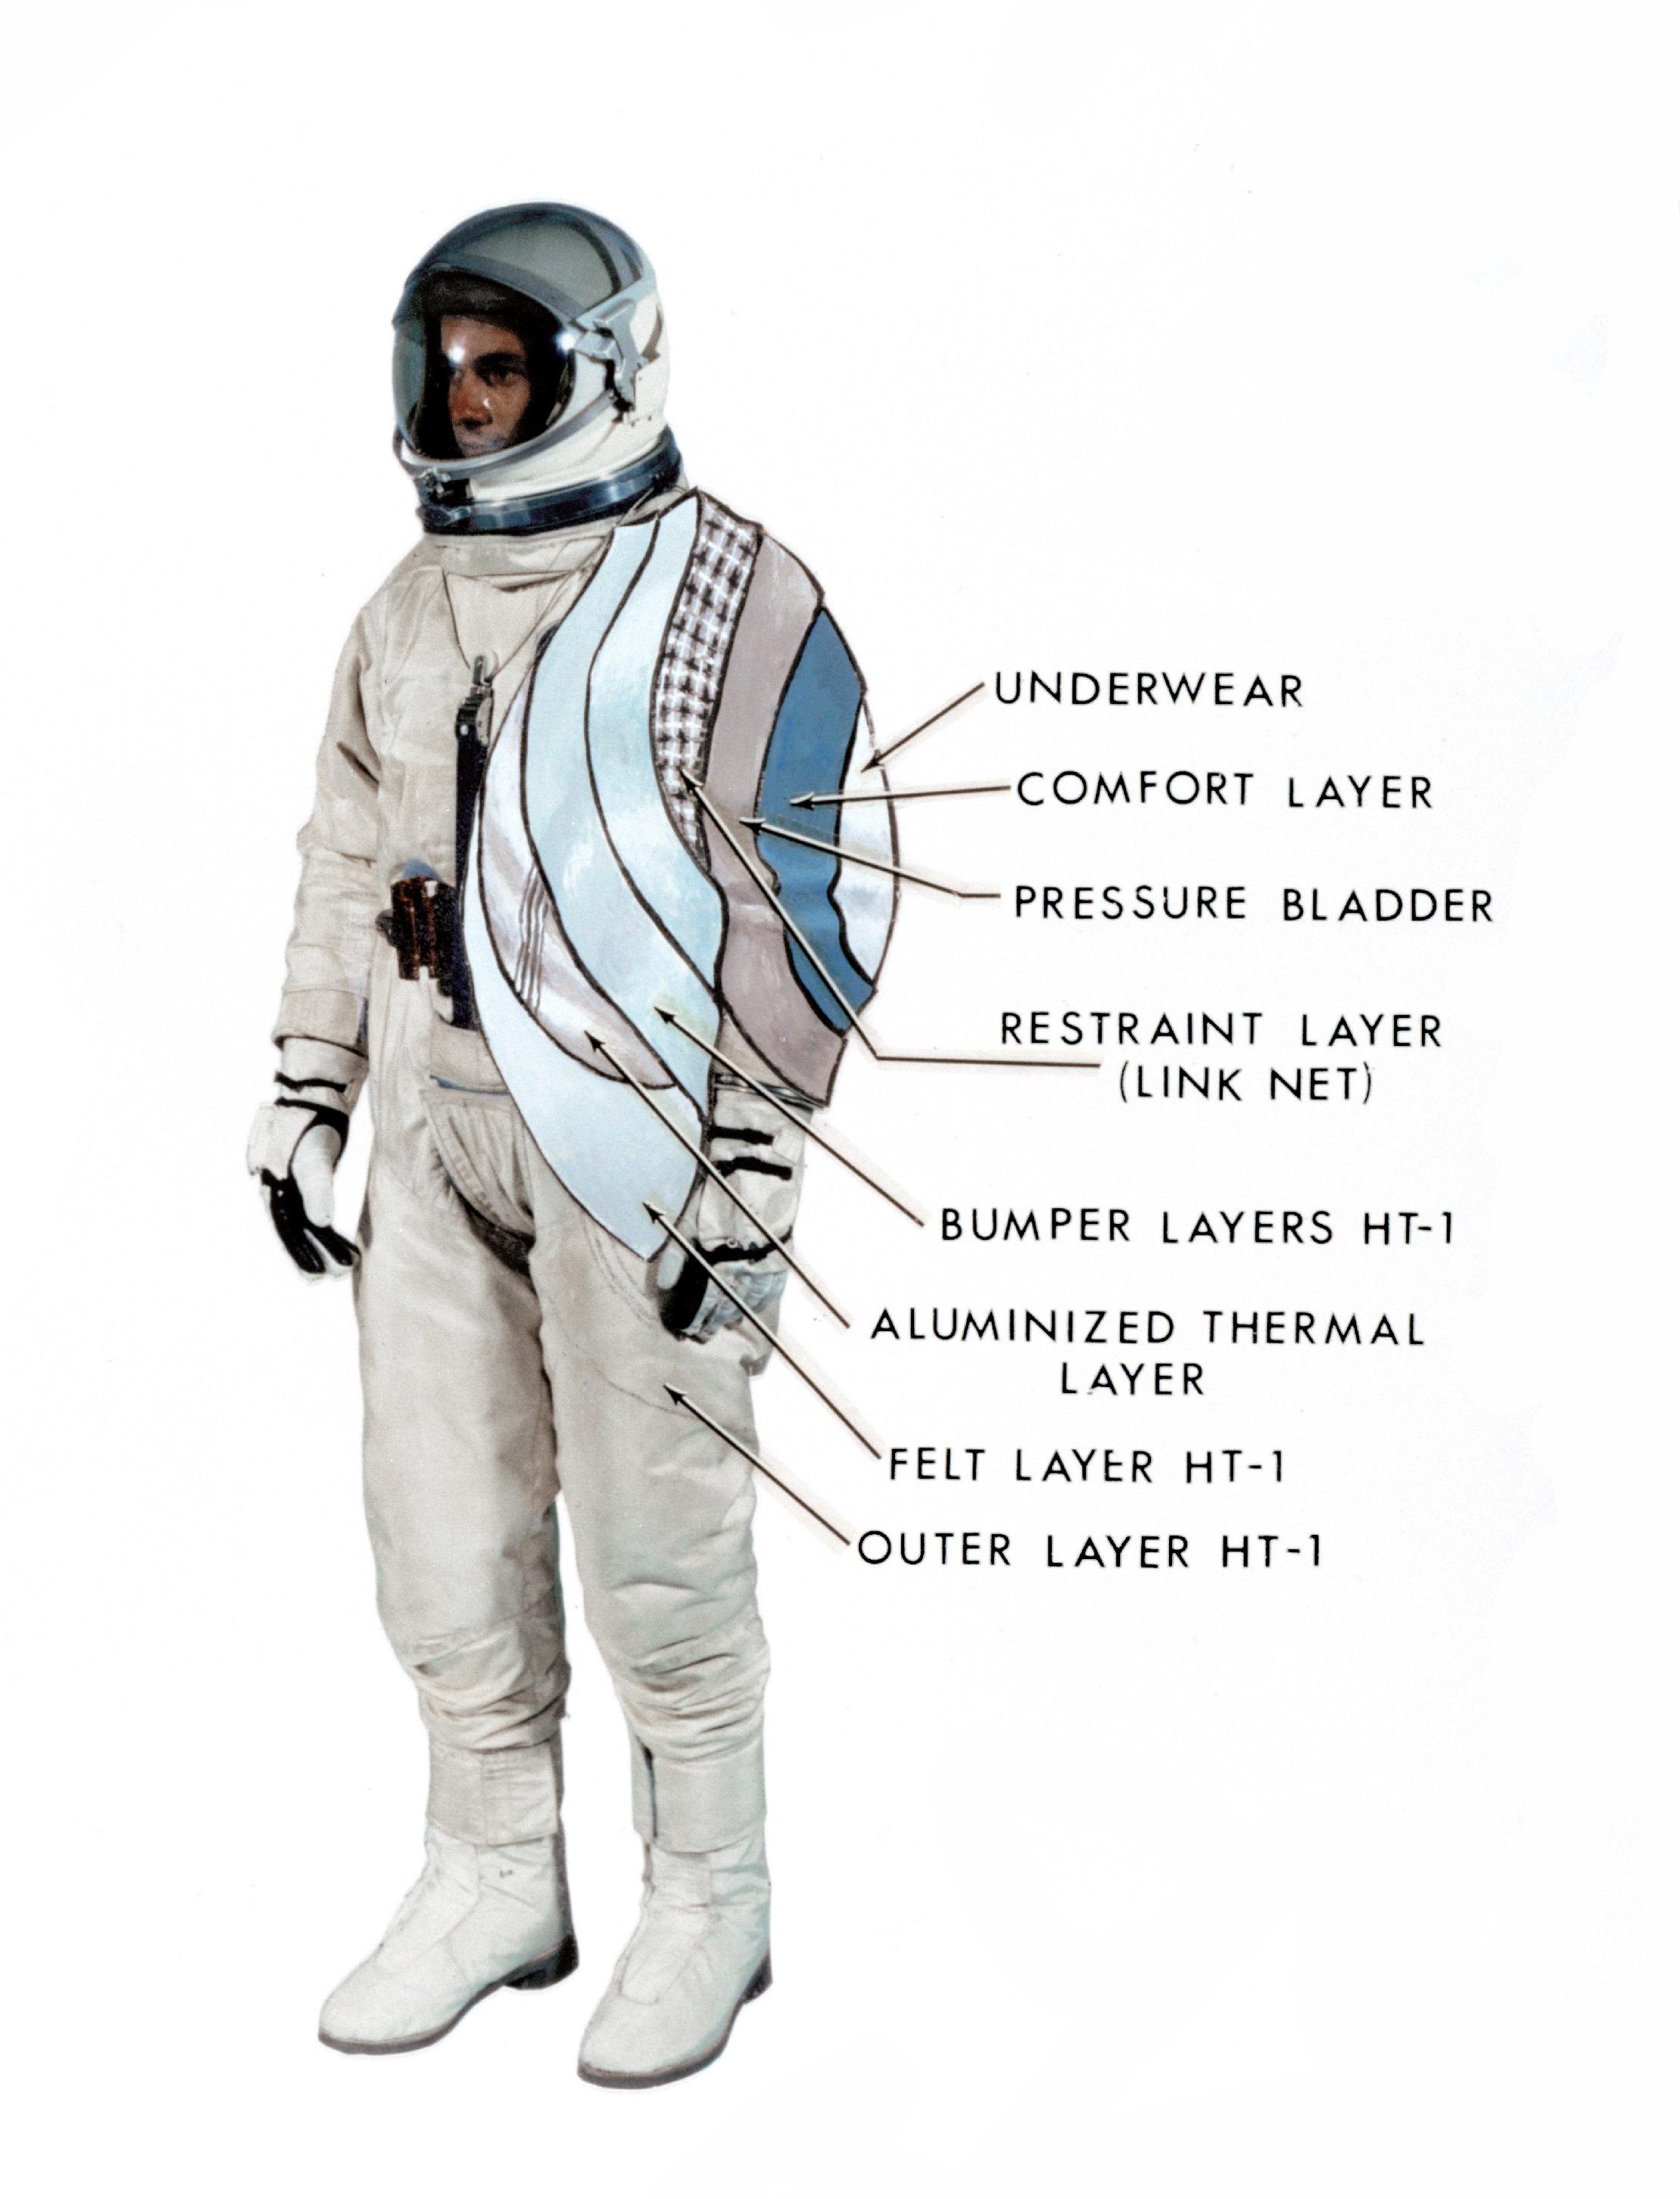 UNDERWEAR
COMFORT LAYER
PRESSURE BLADDER
RESTRAINT LAYER
(LINK NET)
BUMPER LAYERS HT-1
ALUMINIZED THERMAL
LAYER
FELT LAYER HT-1
OUTER LAYER HT-1